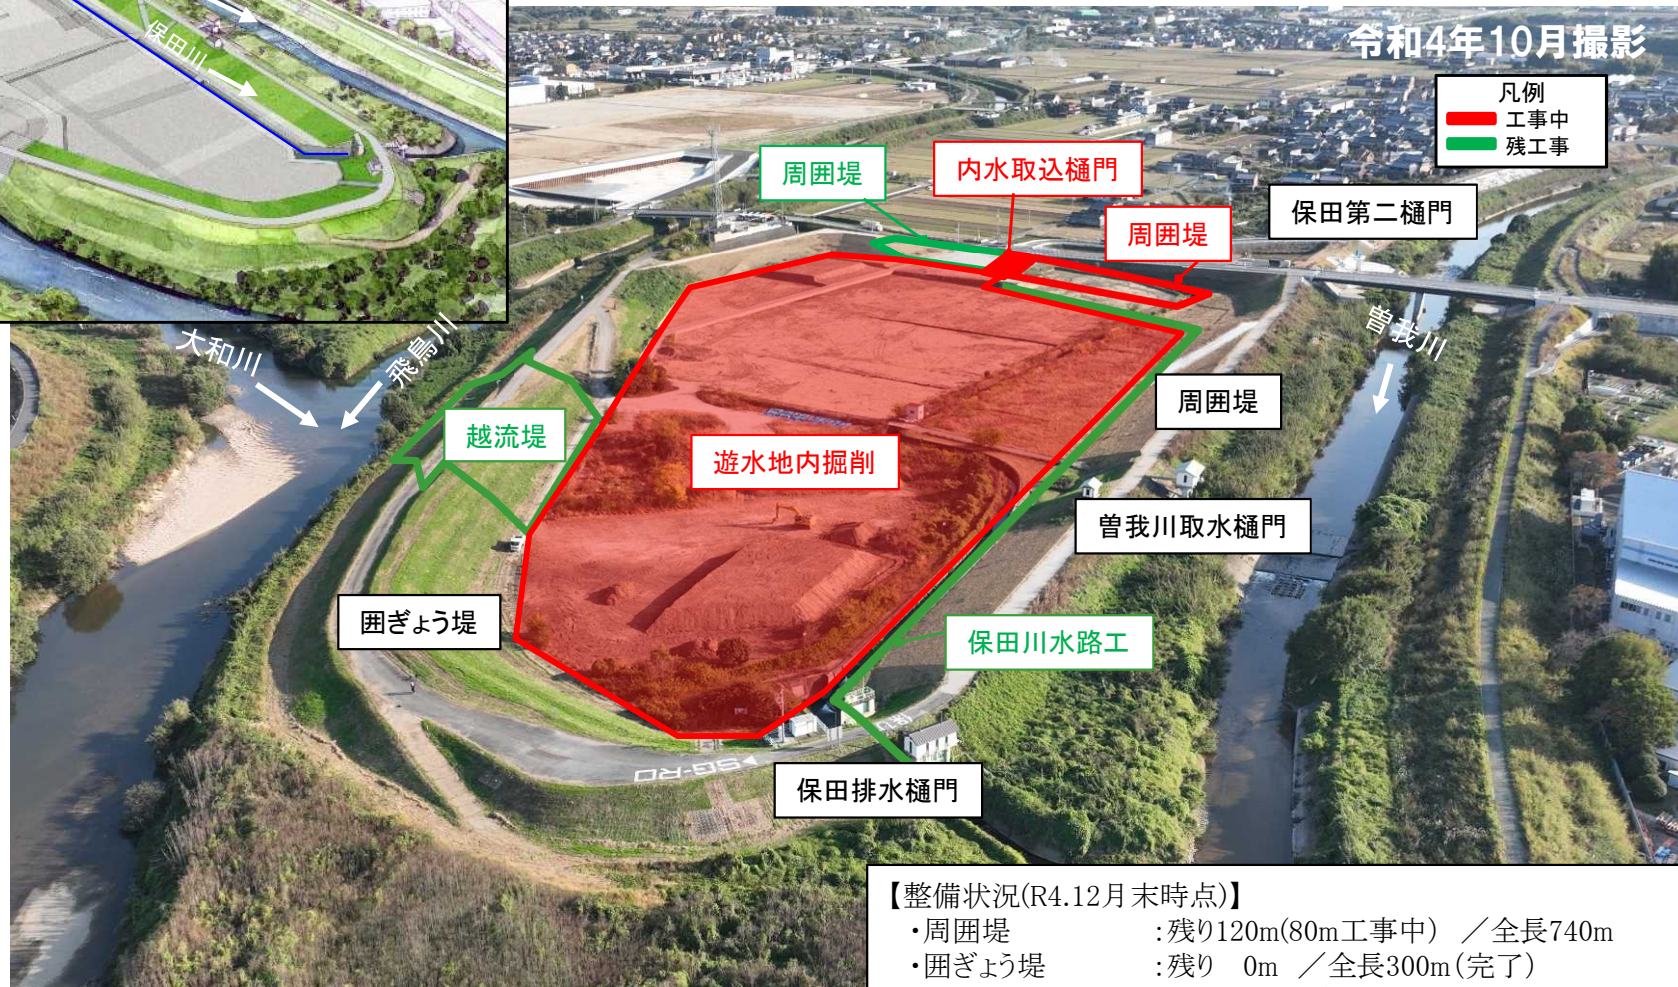 令和4年10月撮影
保田川
凡例
工事中
残工事
周囲堤
内水取込樋門
周囲堤
保田第二樋門
大和川
飛鳥川
曽我川
越流堤
周囲堤
遊水地内掘削
曽我川取水樋門
囲ぎょう堤
保田川水路工
SG-RD
保田排水樋門
【整備状況(R4.12月末時点)】
・周囲堤 :残り120m(80m工事中) ／全長740m
・囲ぎょう堤 :残り 0m ／全長300m(完了)